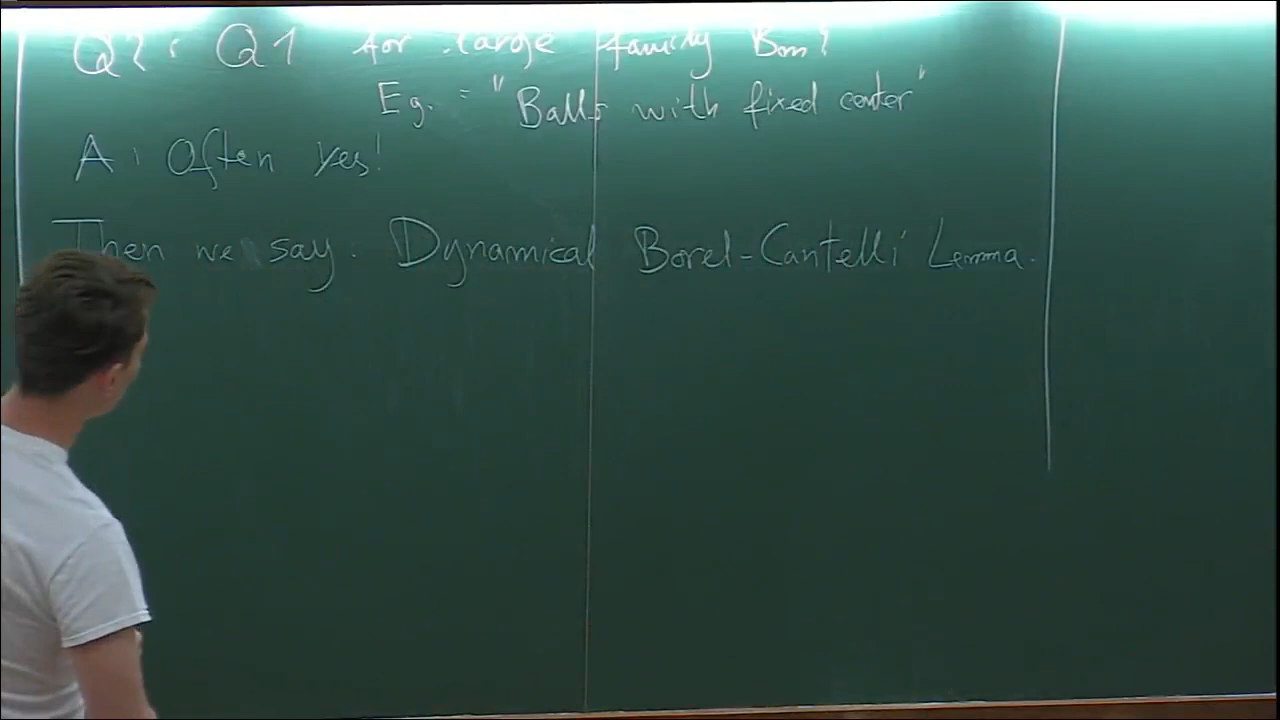 Q2: Q1 for large family Bm?
Eg. = "Balls with fixed center"
A: Often yes!
Then we say: Dynamical Borel-Cantelli Lemma.